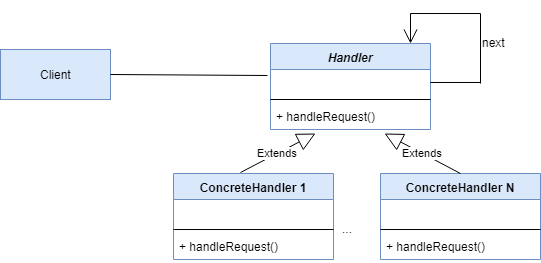 Handler
next
Client
+ handleRequest()
Extends
Extends
ConcreteHandler 1
ConcreteHandler N
...
+ handleRequest()
+ handleRequest()